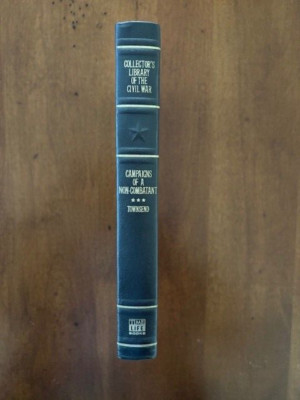 COLLECTOR'S
LIBRARY
OF THE
CIVIL WAR
CAMPAIGNS
OF A
NON-COMBATANT
TOWNSEND
TIME
LIFE
BOOKS